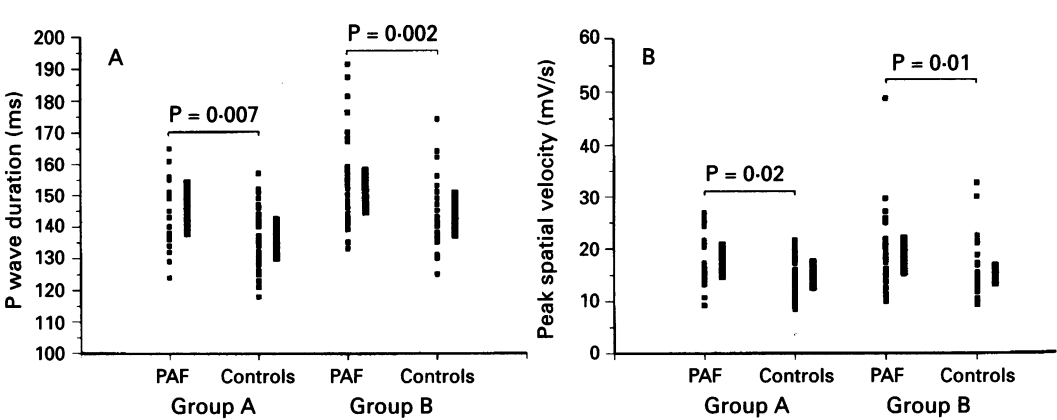 A
P wave duration (ms)
200
190
180
170
160
150
140
130
120
110
100
P = 0·007
P = 0·002
PAF Controls PAF Controls
Group A Group B
B
Peak spatial velocity (mV/s)
60
50
40
30
20
10
0
P = 0·02
P = 0·01
PAF Controls PAF Controls
Group A Group B